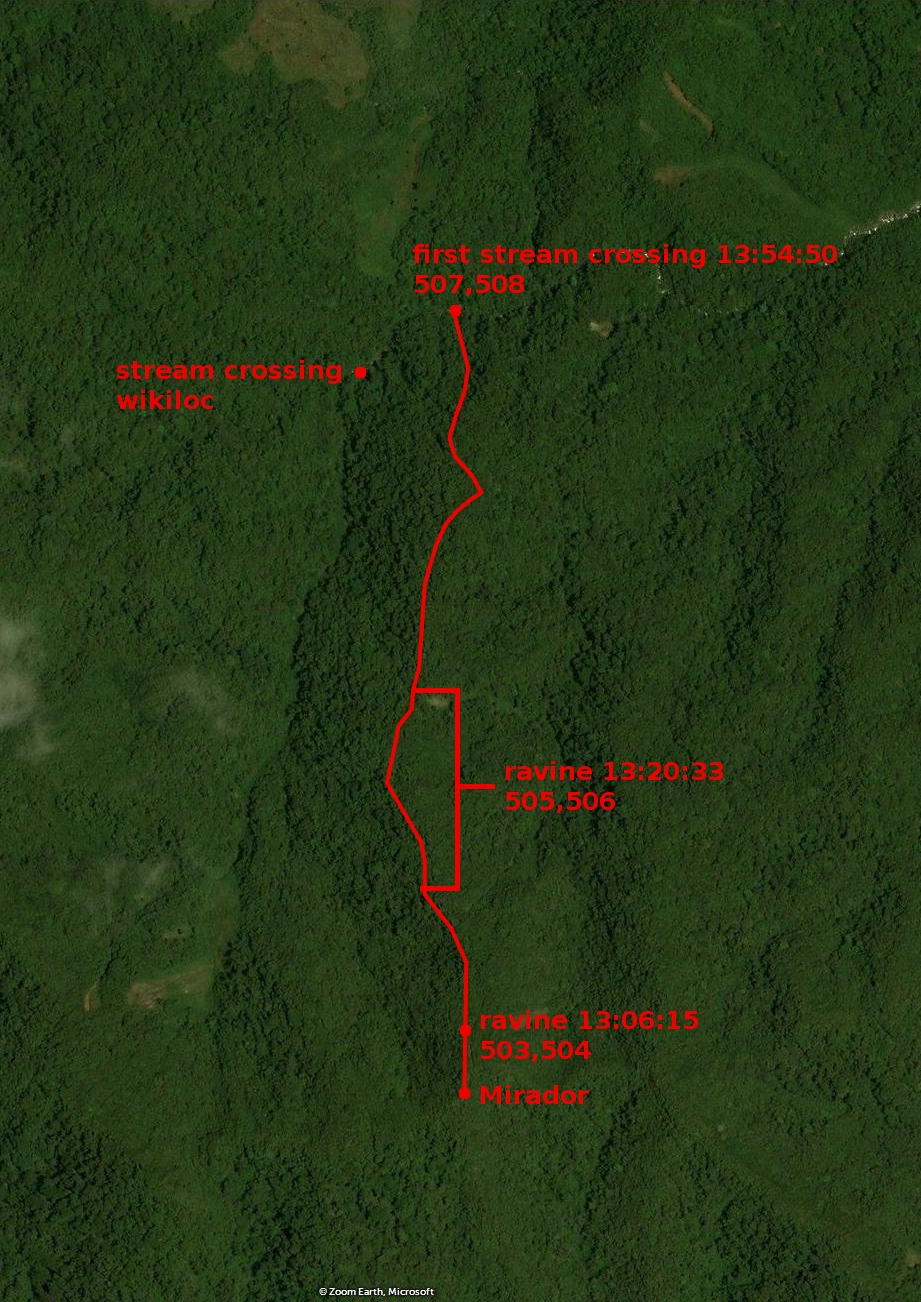 first stream crossing 13:54:50
507,508
stream crossing
wikiloc
ravine 13:20:33
505,506
ravine 13:06:15
503,504
Mirador
© Zoom Earth, Microsoft